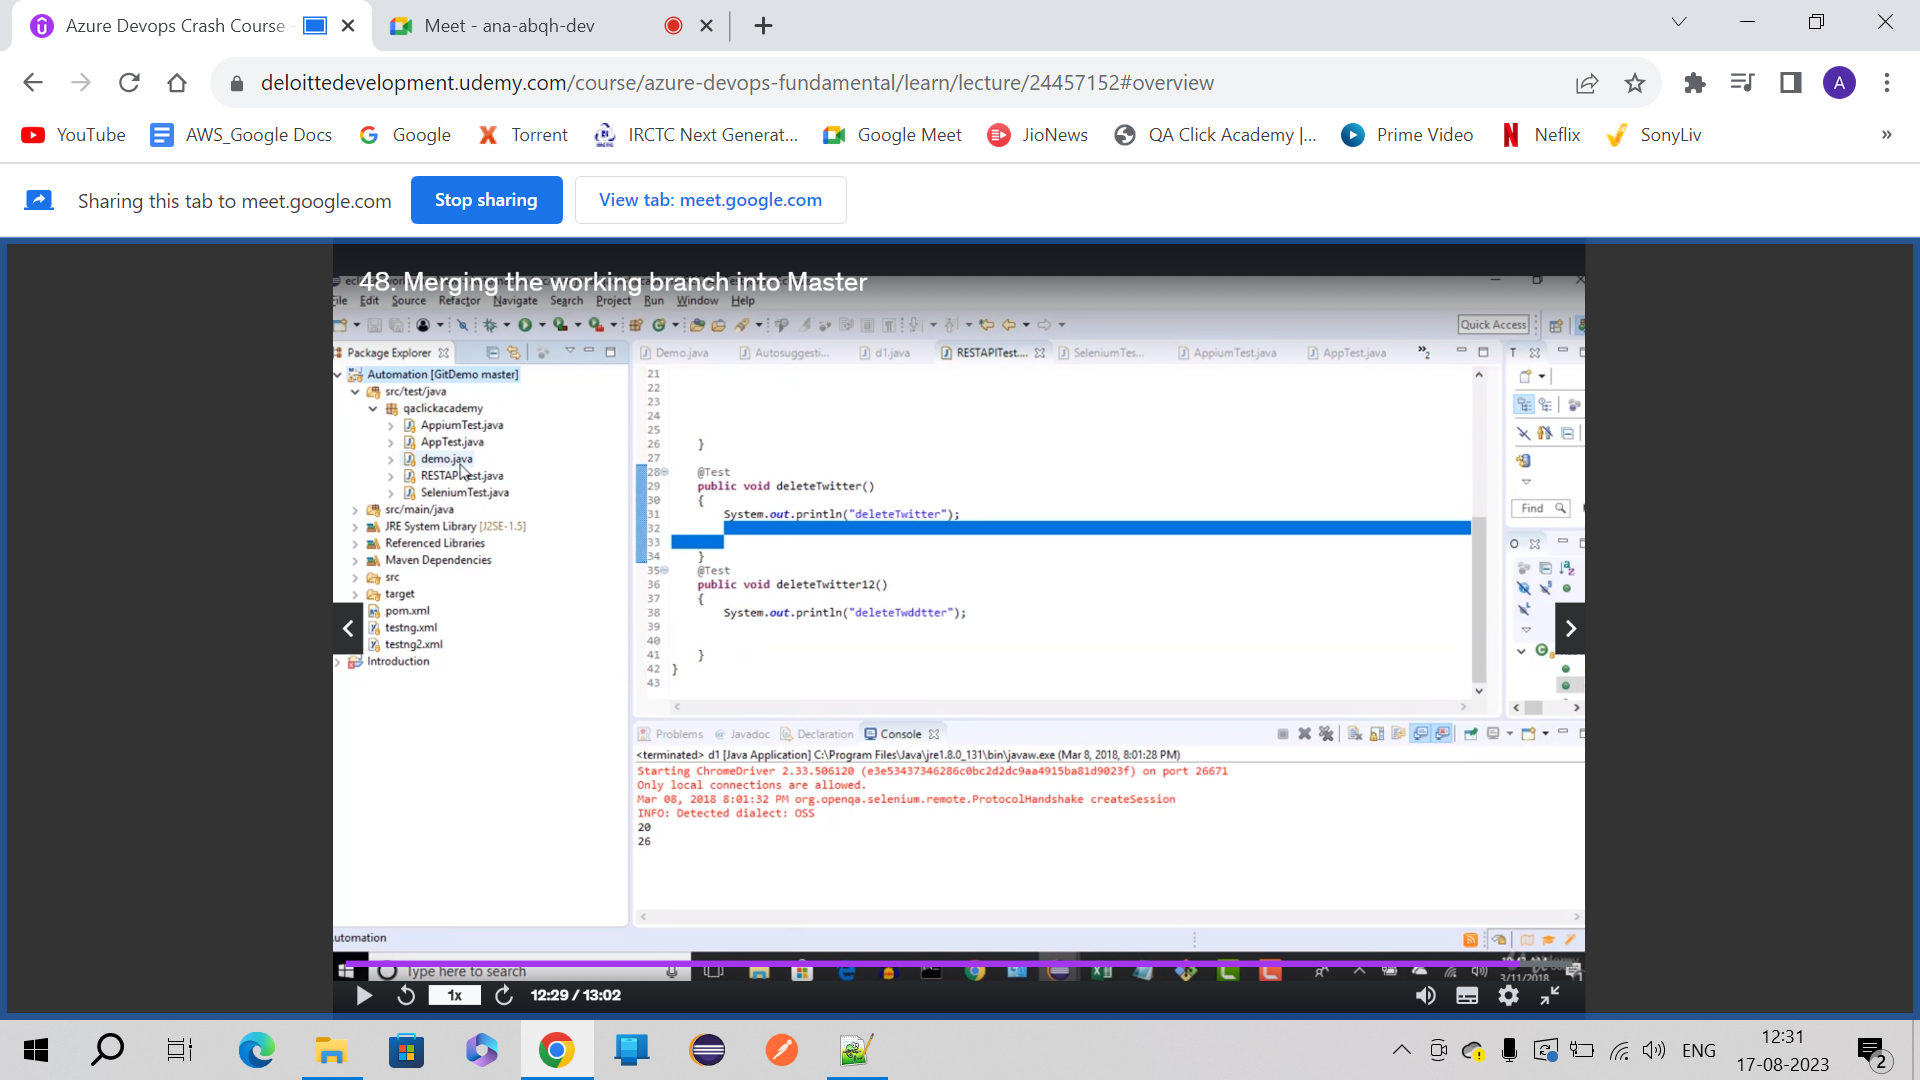 Azure Devops Crash Course
Meet - ana-abqh-dev
deloittedevelopment.udemy.com/course/azure-devops-fundamental/learn/lecture/24457152#overview
A
YouTube
AWS_Google Docs
Google
Torrent
IRCTC Next Generat...
Google Meet
JioNews
QA Click Academy |...
Prime Video
Neflix
SonyLiv
»
Sharing this tab to meet.google.com
Stop sharing
View tab: meet.google.com
48. Merging the working branch into Master
ile Edit Source Refactor Navigate Search Project Run Window Help
Quick Access
Package Explorer
Demo.java
Autosuggesti...
d1.java
RESTAPITest....
SeleniumTes...
AppiumTest.java
AppTest.java
»2
T
Automation [GitDemo master]
src/test/java
qaclickacademy
AppiumTest.java
AppTest.java
demo.java
SeleniumTest.java
src/main/java
JRE System Library [J2SE-1.5]
Referenced Libraries
Maven Dependencies
src
target
pom.xml
testng.xml
testng2.xml
Introduction
21
22
23
24
25
26 }
27
28 @Test
29 public void deleteTwitter()
30 {
31 System.out.println("deleteTwitter");
32
33
34 }
35 @Test
36 public void deleteTwitter12()
37 {
38 System.out.println("deleteTwddtter");
39
40
41 }
42 }
43
Find
O
Problems
Javadoc
Declaration
Console
<terminated> d1 [Java Application] C:\Program Files\Java\jre1.8.0_131\bin\javaw.exe (Mar 8, 2018, 8:01:28 PM)
Starting ChromeDriver 2.33.506120 (e3e53437346286c0bc2d2dc9aa4915ba81d9023f) on port 26671
Only local connections are allowed.
Mar 08, 2018 8:01:32 PM org.openqa.selenium.remote.ProtocolHandshake createSession
INFO: Detected dialect: OSS
20
26
utomation
Type here to search
3/11/2018
1x
12:29 / 13:02
ENG
12:31
17-08-2023
2